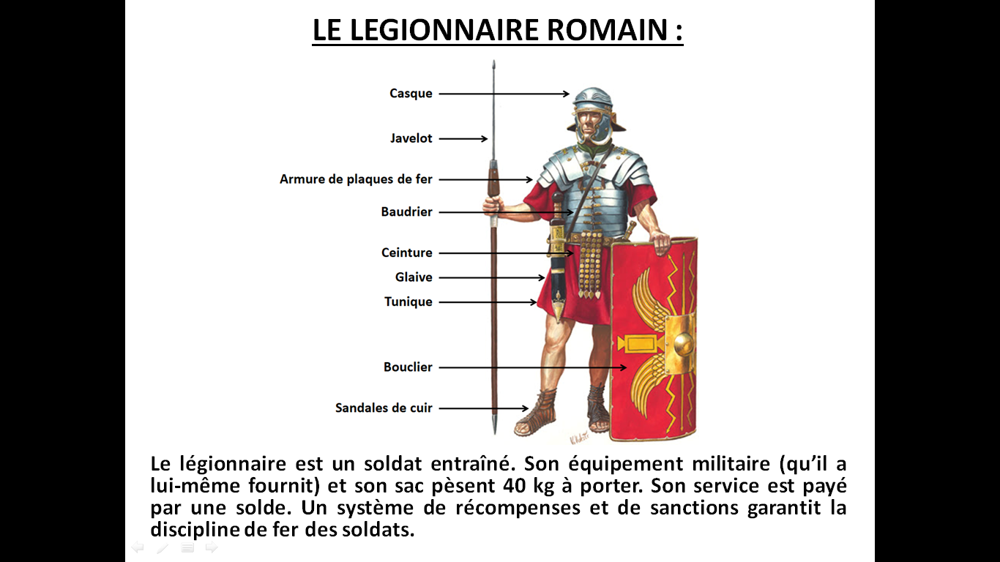 LE LEGIONNAIRE ROMAIN :
Casque
Javelot
Armure de plaques de fer
Baudrier
Ceinture
Glaive
Tunique
Bouclier
Sandales de cuir
Le légionnaire est un soldat entraîné. Son équipement militaire (qu’il a
lui-même fournit) et son sac pèsent 40 kg à porter. Son service est payé
par une solde. Un système de récompenses et de sanctions garantit la
discipline de fer des soldats.